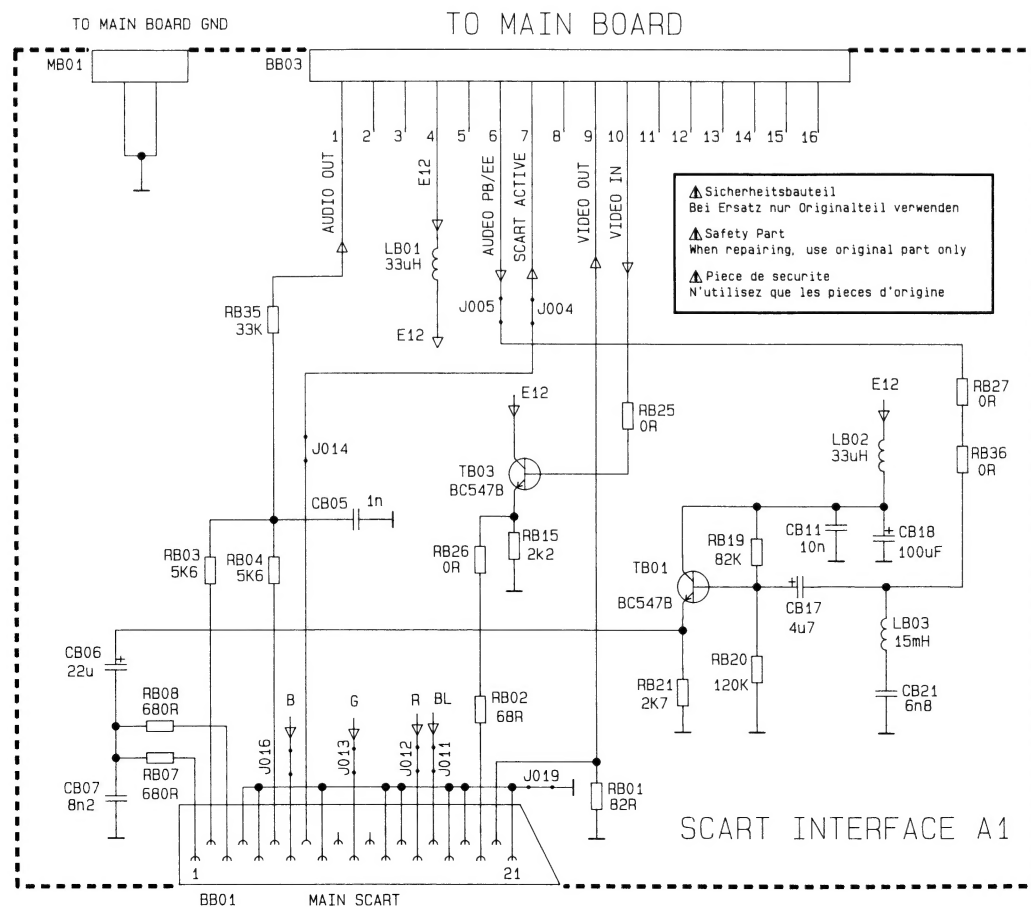 TO MAIN BOARD GND
TO MAIN BOARD
MB01
BB03
1
2
3
4
5
6
7
8
9
10
11
12
13
14
15
16
AUDIO OUT
E12
AUDEO PB/EE
SCART ACTIVE
VIDEO OUT
VIDEO IN
Sicherheitsbauteil
Bei Ersatz nur Originalteil verwenden
Safety Part
When repairing, use original part only
Piece de securite
N'utilisez que les pieces d'origine
LB01
33uH
J005
J004
RB35
33K
E12
E12
RB25
0R
E12
RB27
0R
LB02
33uH
RB36
0R
J014
TB03
BC547B
CB05
1n
RB03
5K6
RB04
5K6
RB26
0R
RB15
2k2
RB19
82K
CB11
10n
CB18
100uF
TB01
BC547B
CB17
4u7
LB03
15mH
CB06
22u
RB21
2K7
RB20
120K
CB21
6n8
RB08
680R
RB02
68R
B
G
R
BL
J016
J013
J012
J011
RB07
680R
CB07
8n2
J019
RB01
82R
SCART INTERFACE A1
1
21
BB01
MAIN SCART